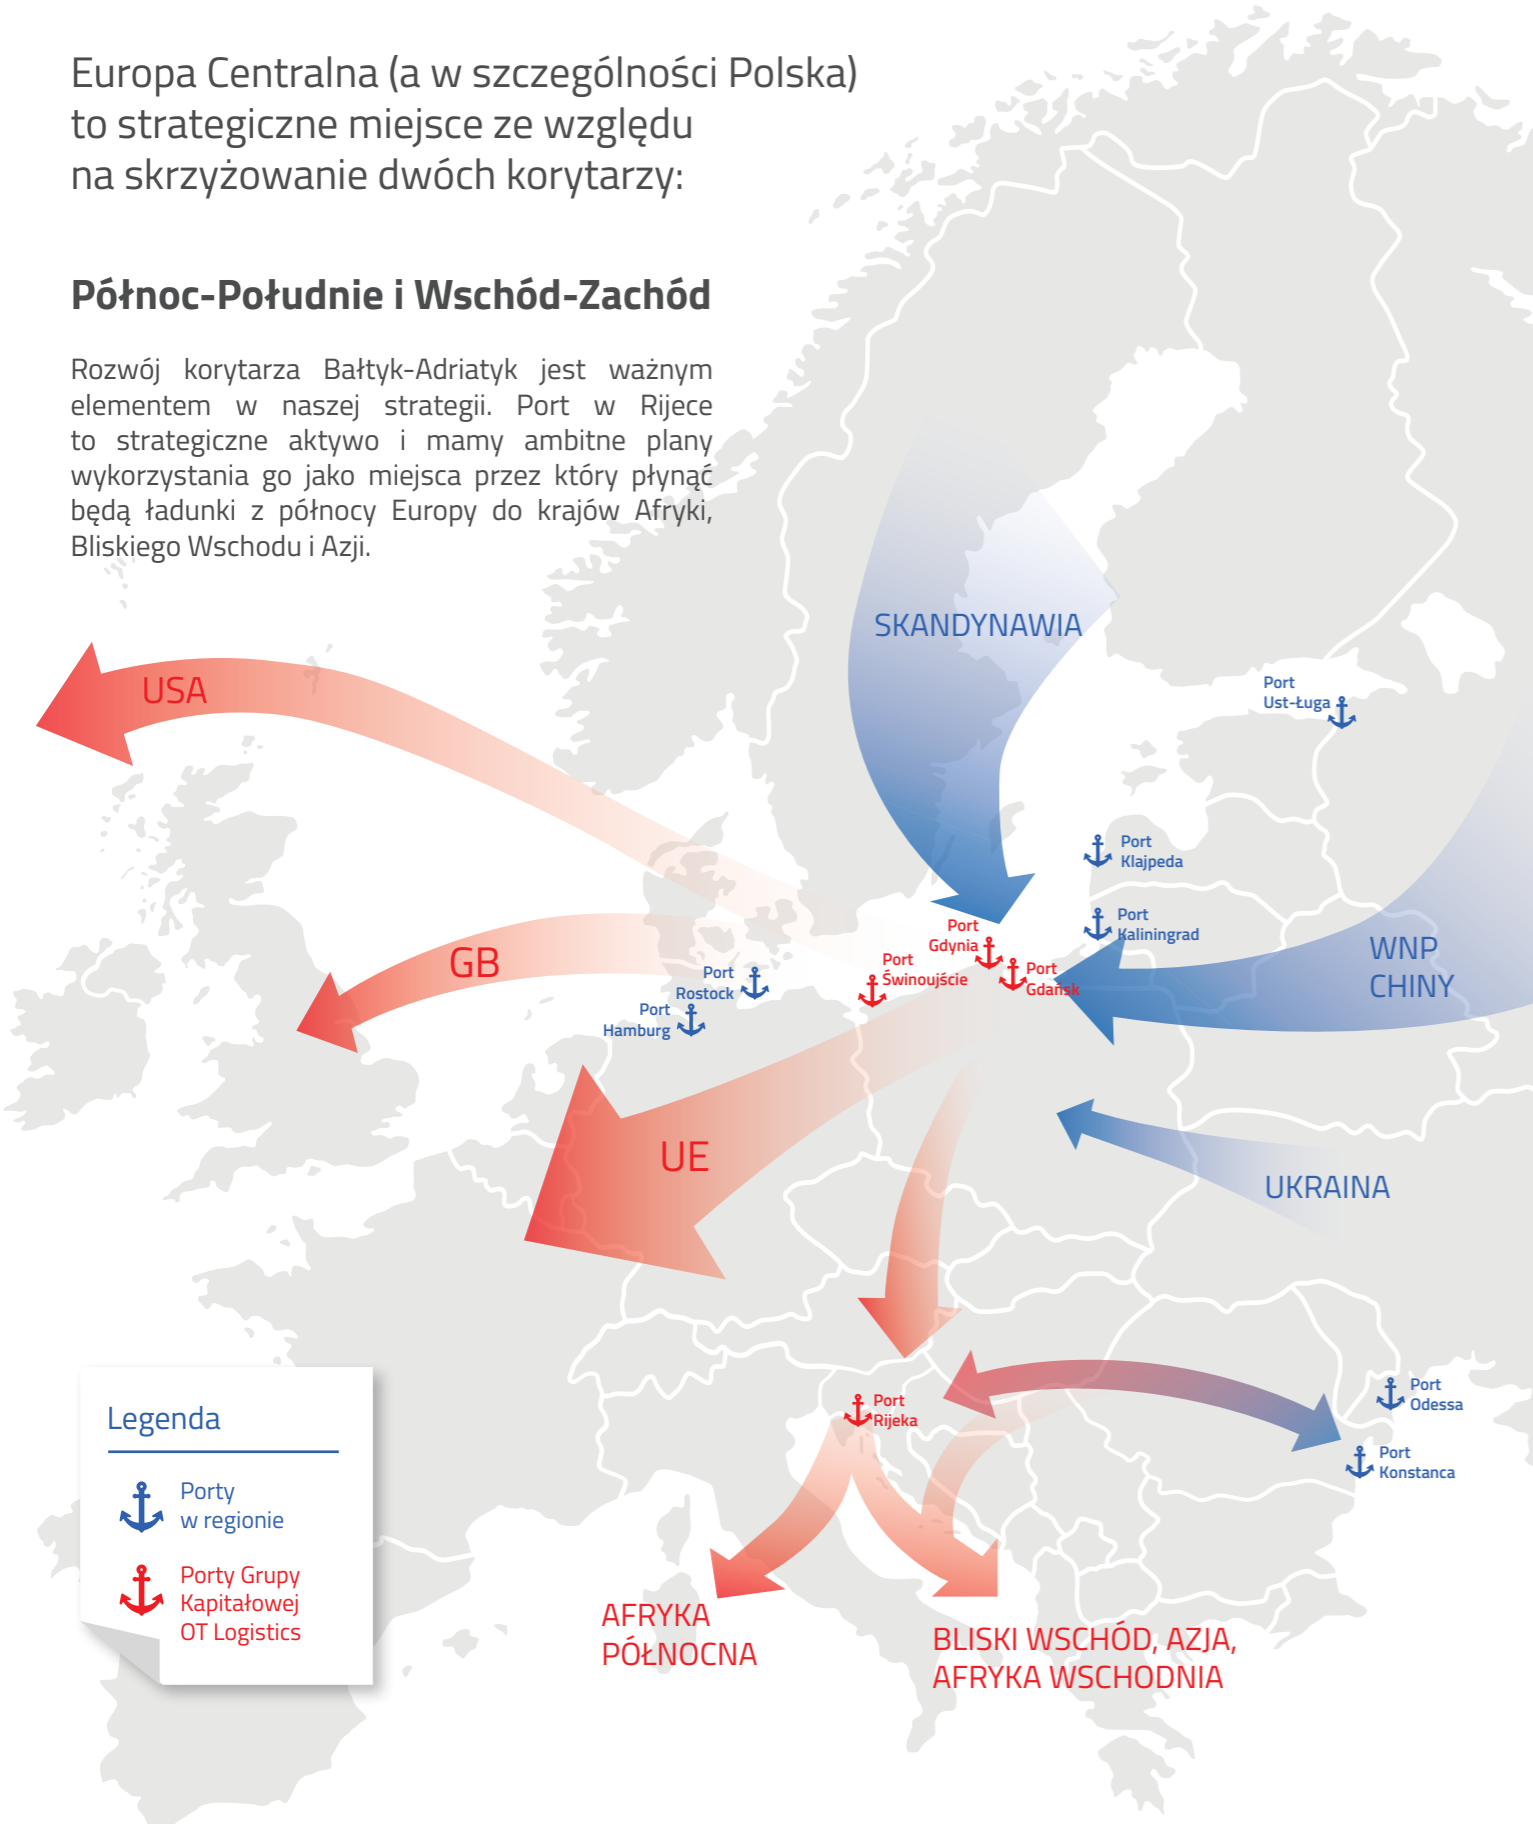 Europa Centralna (a w szczególności Polska)
to strategiczne miejsce ze względu
na skrzyżowanie dwóch korytarzy:
Północ-Południe i Wschód-Zachód
Rozwój korytarza Bałtyk-Adriatyk jest ważnym
elementem w naszej strategii. Port w Rijece
to strategiczne aktywo i mamy ambitne plany
wykorzystania go jako miejsca przez który płynąć
będą ładunki z północy Europy do krajów Afryki,
Bliskiego Wschodu i Azji.
SKANDYNAWIA
USA
Port
Ust-Ługa
Port
Klajpeda
Port
Kaliningrad
Port
Gdynia
Port
Świnoujście
Port
Gdańsk
WNP
CHINY
GB
Port
Rostock
Port
Hamburg
UE
UKRAINA
Port
Rijeka
Port
Odessa
Port
Konstanca
Legenda
Porty
w regionie
Porty Grupy
Kapitałowej
OT Logistics
AFRYKA
PÓŁNOCNA
BLISKI WSCHÓD, AZJA,
AFRYKA WSCHODNIA